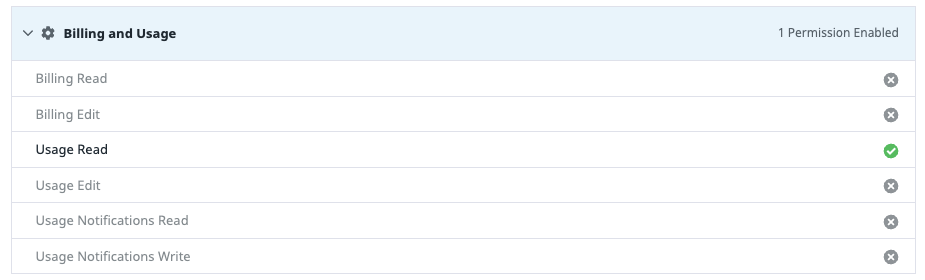 Billing and Usage 1 Permission Enabled
Billing Read
Billing Edit
Usage Read
Usage Edit
Usage Notifications Read
Usage Notifications Write